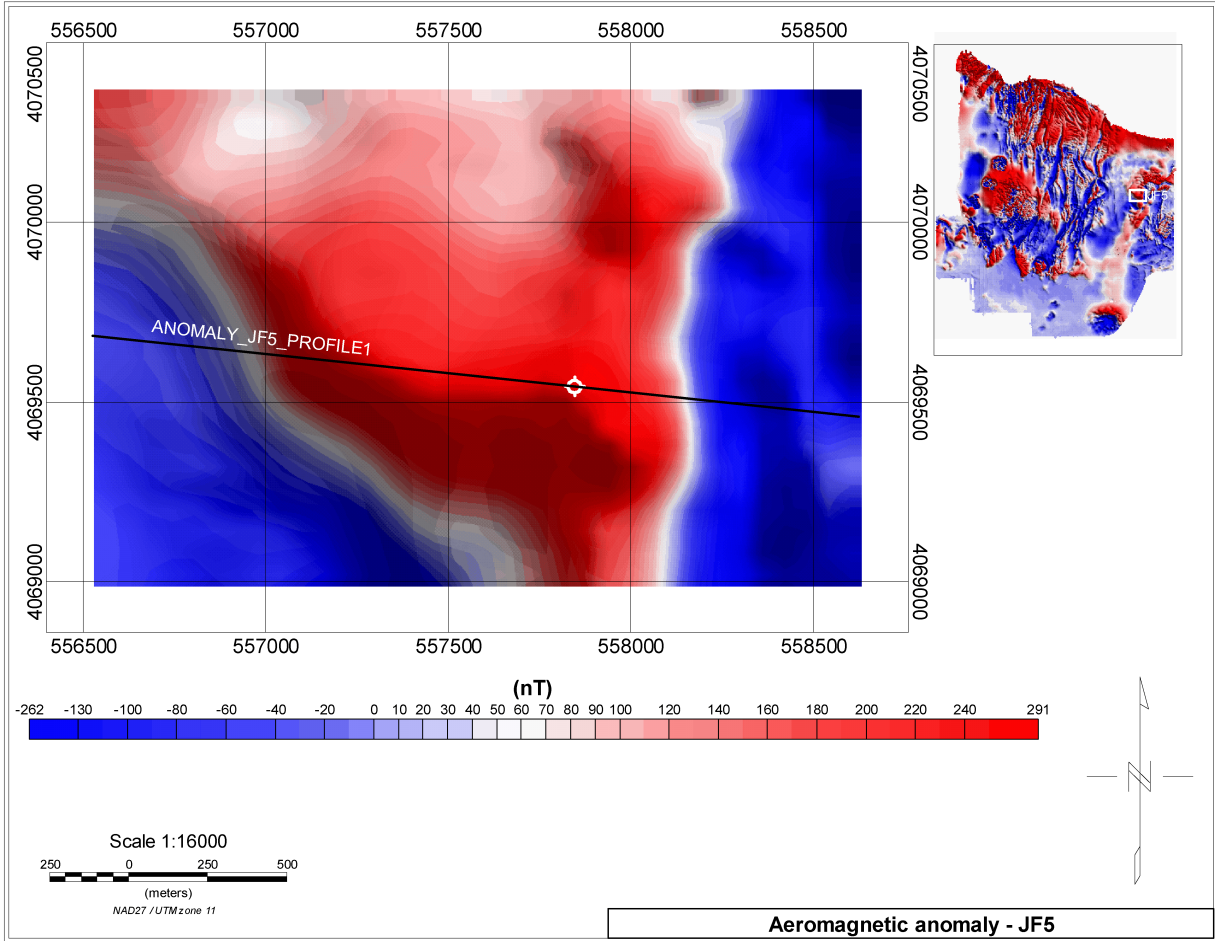 556500 557000 557500 558000 558500
4070500 4070000 4069500 4069000
4070500 4070000 4069500 4069000
ANOMALY_JF5_PROFILE1
JF5
556500 557000 557500 558000 558500
(nT)
-262 -130 -100 -80 -60 -40 -20 0 10 20 30 40 50 60 70 80 90 100 120 140 160 180 200 220 240 291
N
Scale 1:16000
250 0 250 500
(meters)
NAD27 / UTM zone 11
Aeromagnetic anomaly - JF5